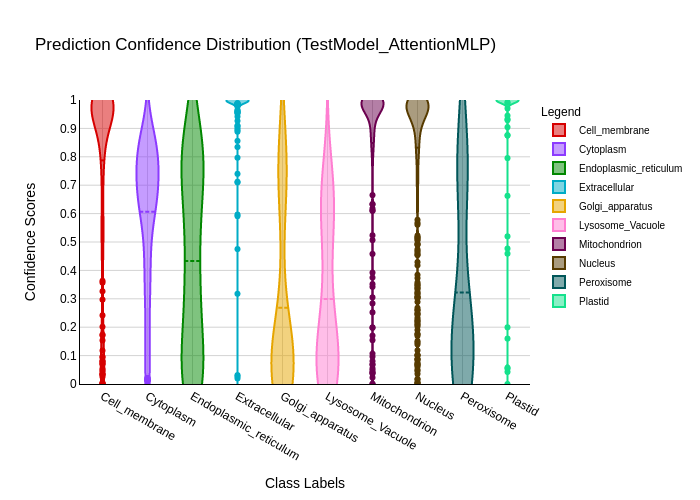 Prediction Confidence Distribution (TestModel_AttentionMLP)
Legend
Cell_membrane
Cytoplasm
Endoplasmic_reticulum
Extracellular
Golgi_apparatus
Lysosome_Vacuole
Mitochondrion
Nucleus
Peroxisome
Plastid
Confidence Scores
1
0.9
0.8
0.7
0.6
0.5
0.4
0.3
0.2
0.1
0
Cell_membrane
Cytoplasm
Endoplasmic_reticulum
Extracellular
Golgi_apparatus
Lysosome_Vacuole
Mitochondrion
Nucleus
Peroxisome
Plastid
Class Labels